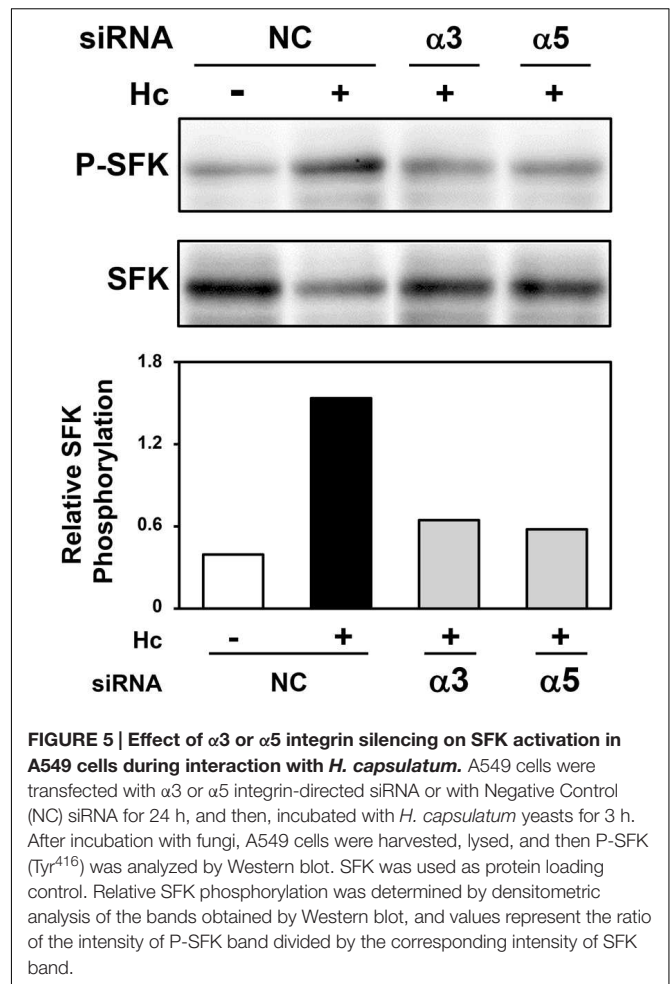 siRNA NC α3 α5
Hc - + + +
P-SFK
SFK
Relative SFK
Phosphorylation
1.8
1.2
0.6
0
Hc - + + +
siRNA NC α3 α5
FIGURE 5 | Effect of α3 or α5 integrin silencing on SFK activation in
A549 cells during interaction with H. capsulatum. A549 cells were
transfected with α3 or α5 integrin-directed siRNA or with Negative Control
(NC) siRNA for 24 h, and then, incubated with H. capsulatum yeasts for 3 h.
After incubation with fungi, A549 cells were harvested, lysed, and then P-SFK
(Tyr416) was analyzed by Western blot. SFK was used as protein loading
control. Relative SFK phosphorylation was determined by densitometric
analysis of the bands obtained by Western blot, and values represent the ratio
of the intensity of P-SFK band divided by the corresponding intensity of SFK
band.